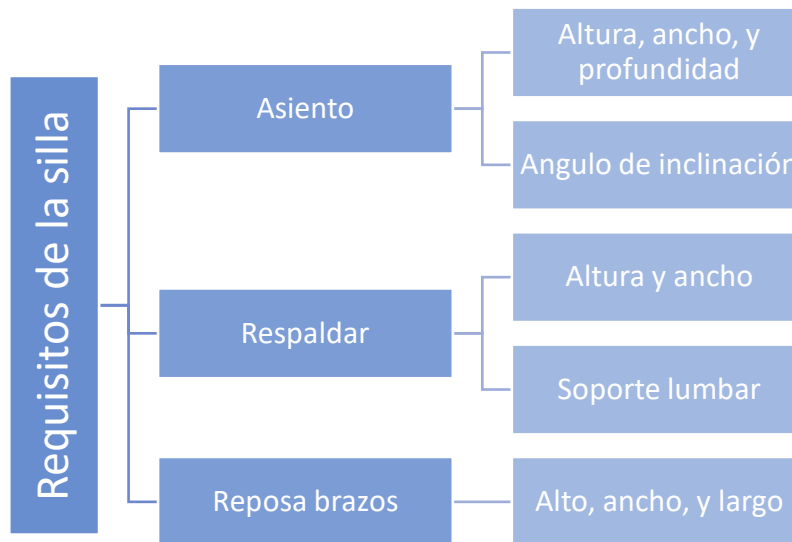 Requisitos de la silla
Asiento
Altura, ancho, y
profundidad
Angulo de inclinación
Respaldar
Altura y ancho
Soporte lumbar
Reposa brazos
Alto, ancho, y largo